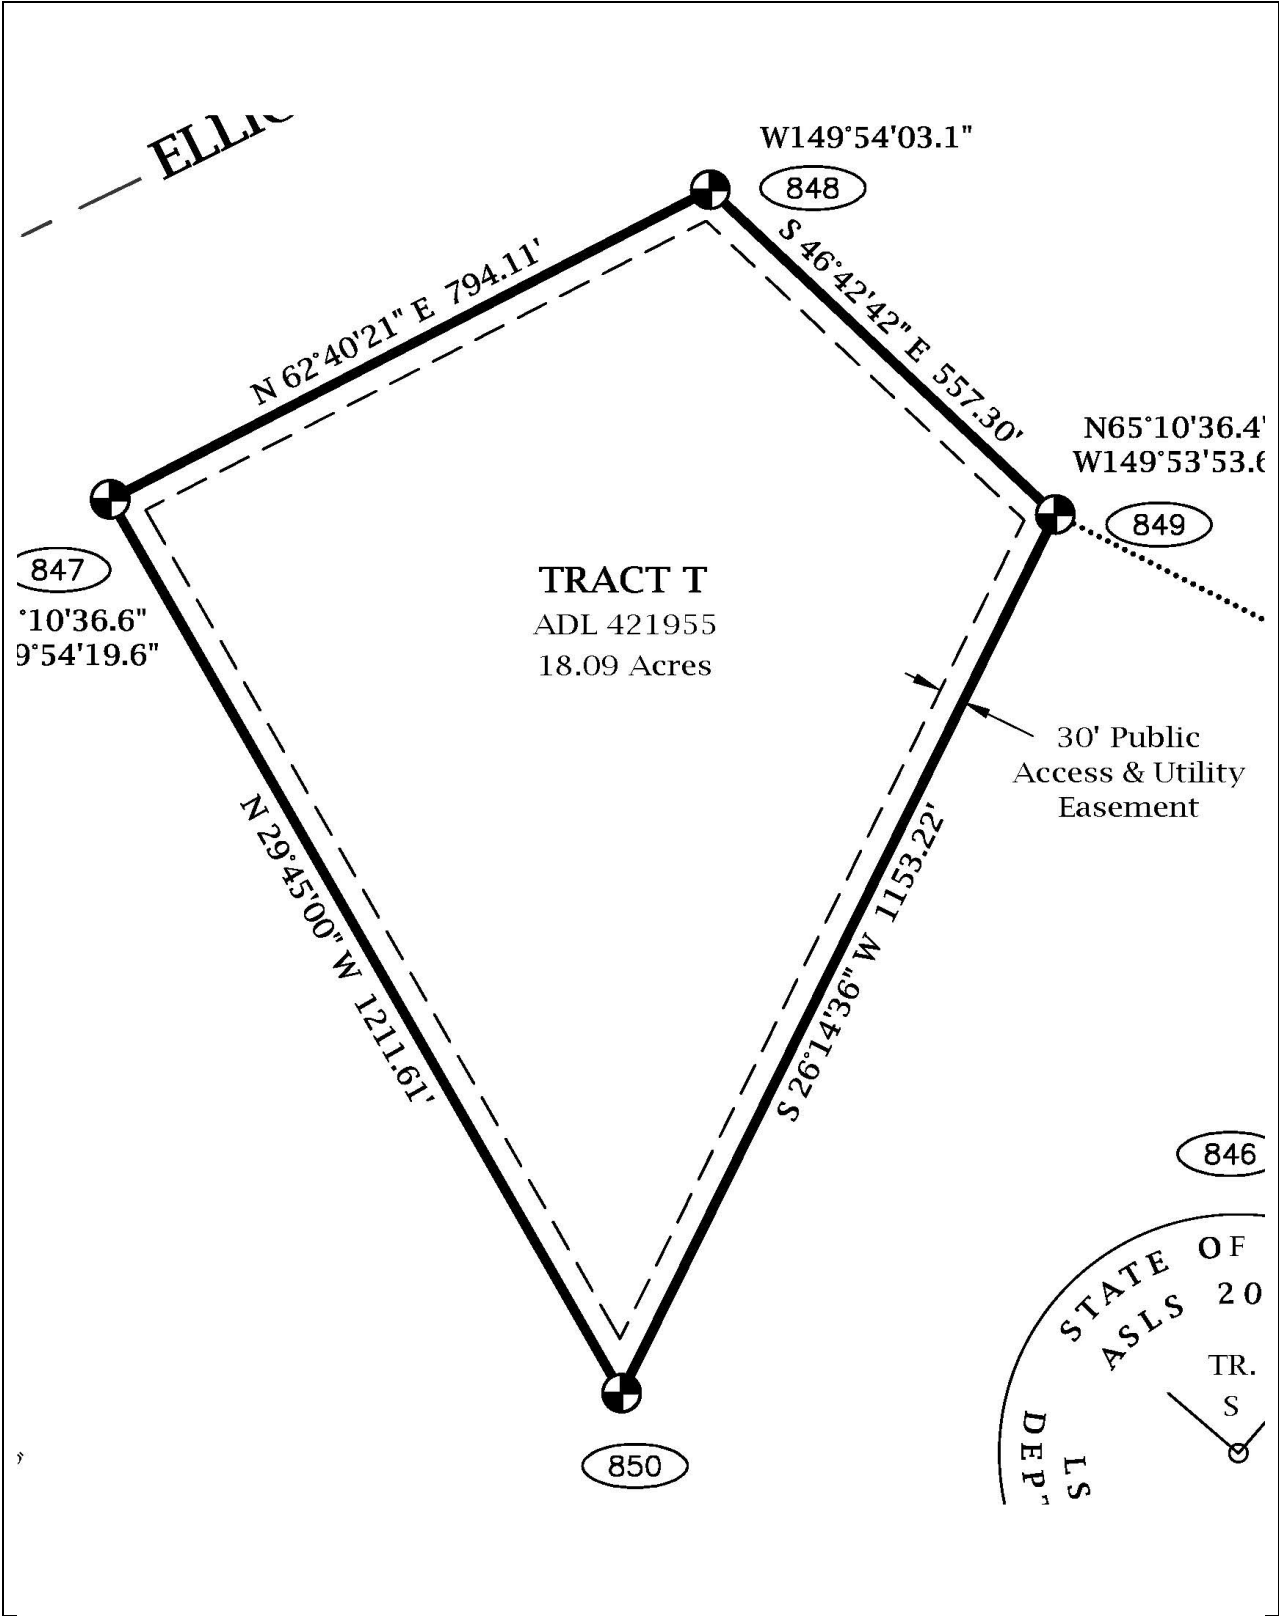 ELLIO
W149°54'03.1"
848
N 62°40'21" E 794.11'
S 46°42'42" E 557.30'
N65°10'36.4'
W149°53'53.6
849
847
°10'36.6"
9°54'19.6"
TRACT T
ADL 421955
18.09 Acres
30' Public
Access & Utility
Easement
N 29°45'00" W 1211.61'
S 26°14'36" W 1153.22'
846
STATE OF
ASLS 20
TR.
S
DEP'
LS
850